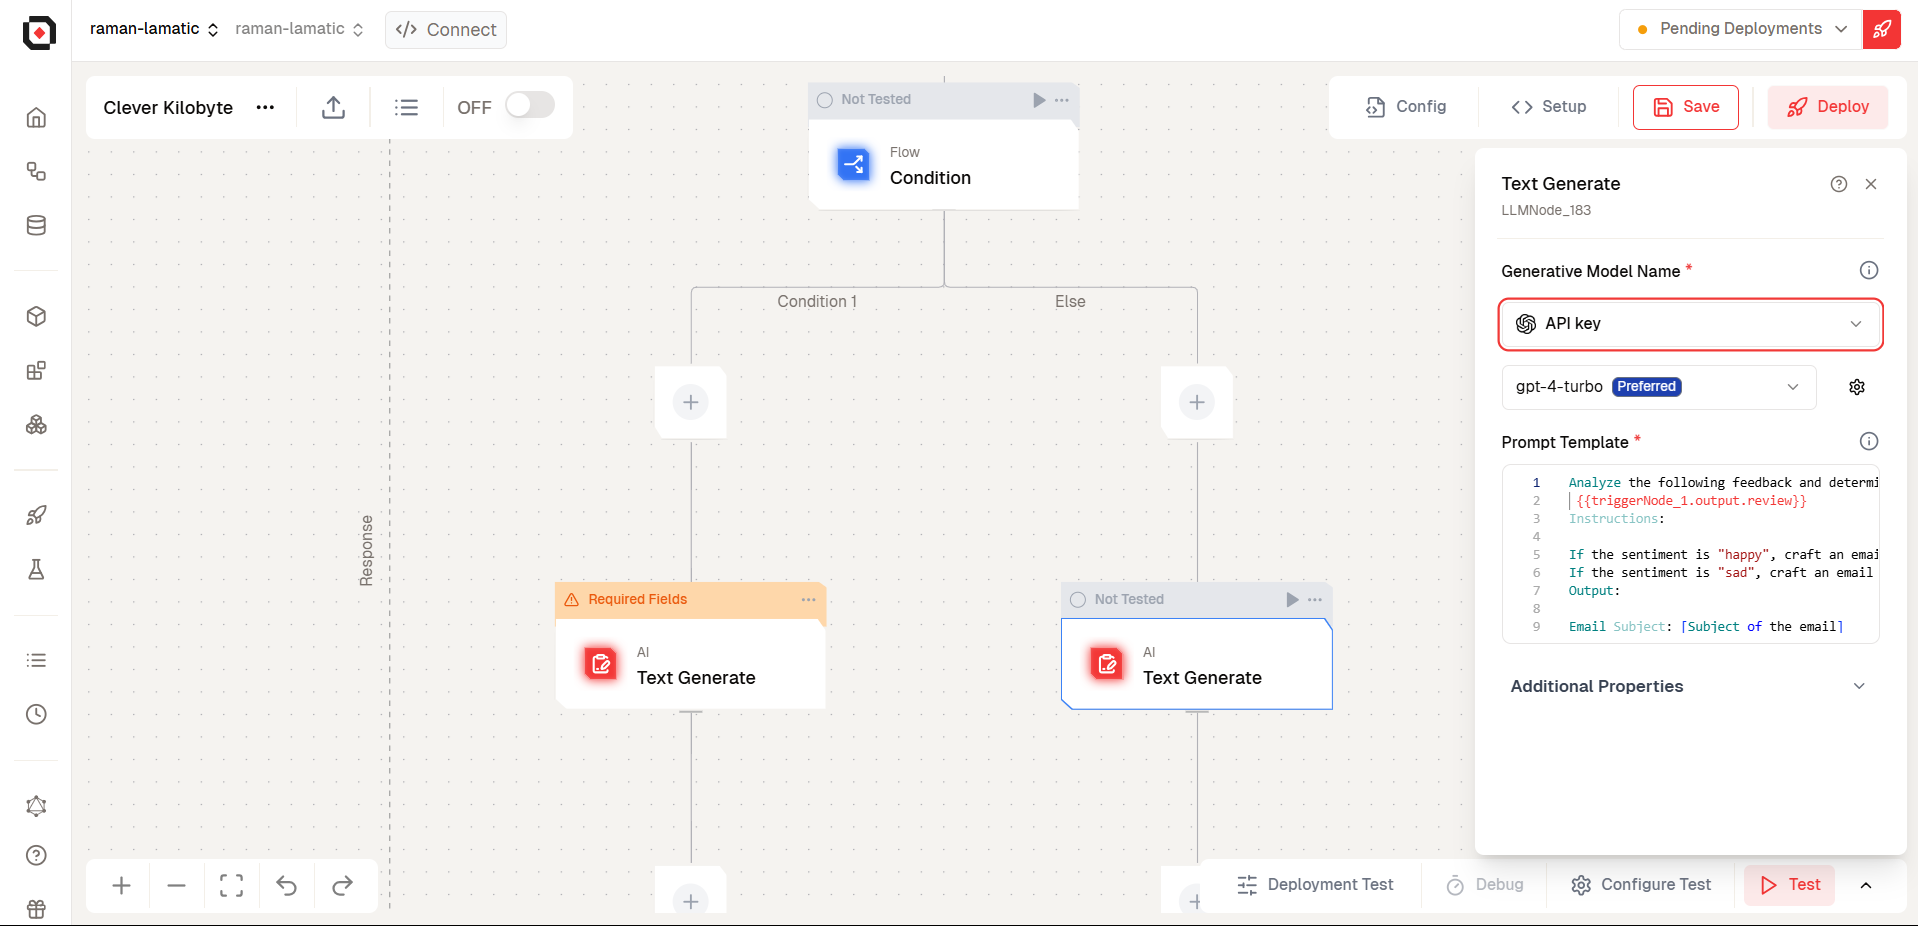 raman-lamatic
raman-lamatic
Connect
Pending Deployments
Clever Kilobyte
OFF
Config
Setup
Save
Deploy
Not Tested
Flow
Condition
Condition 1
Else
Response
Required Fields
AI
Text Generate
Not Tested
AI
Text Generate
Text Generate
LLMNode_183
Generative Model Name *
API key
gpt-4-turbo Preferred
Prompt Template *
1 Analyze the following feedback and determi
2 {{triggerNode_1.output.review}}
3 Instructions:
4
5 If the sentiment is "happy", craft an emai
6 If the sentiment is "sad", craft an email
7 Output:
8
9 Email Subject: [Subject of the email]
Additional Properties
Deployment Test
Debug
Configure Test
Test